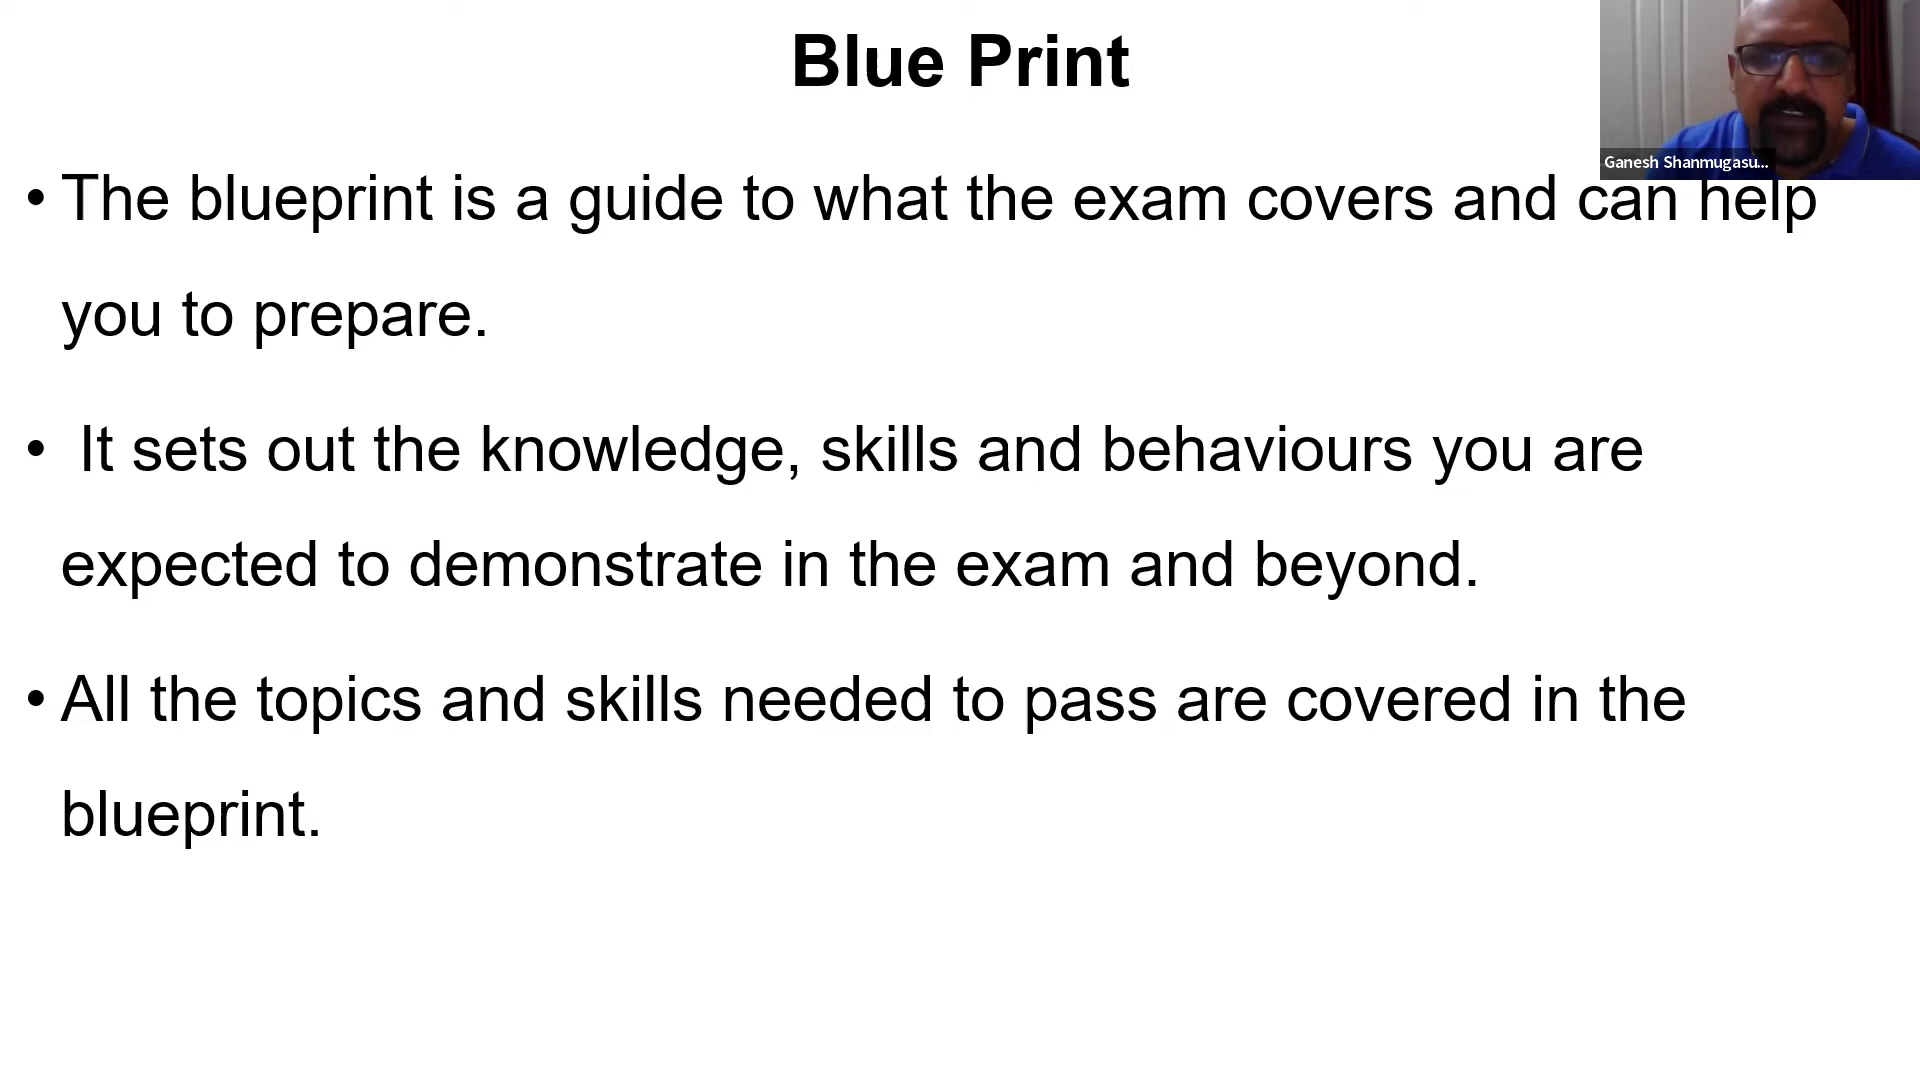 Blue Print
Ganesh Shanmugasu...
• The blueprint is a guide to what the exam covers and can help
you to prepare.
• It sets out the knowledge, skills and behaviours you are
expected to demonstrate in the exam and beyond.
• All the topics and skills needed to pass are covered in the
blueprint.